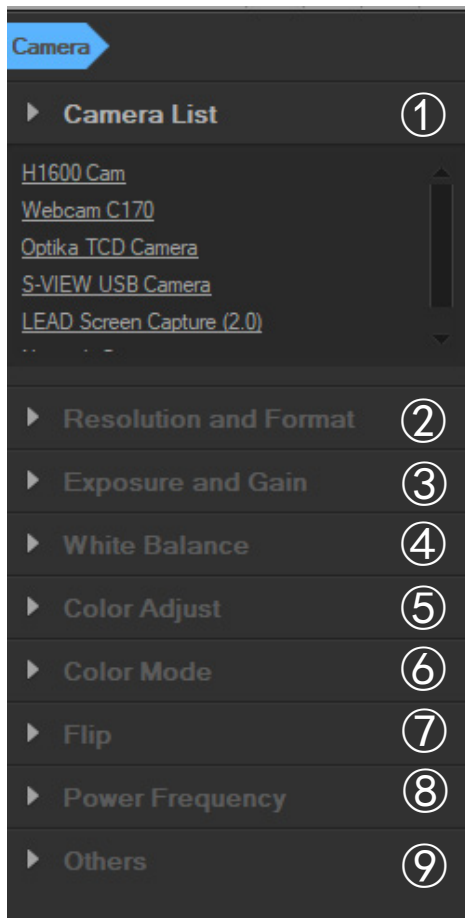 Camera
Camera List ①
H1600 Cam
Webcam C170
Optika TCD Camera
S-VIEW USB Camera
LEAD Screen Capture (2.0)
Resolution and Format ②
Exposure and Gain ③
White Balance ④
Color Adjust ⑤
Color Mode ⑥
Flip ⑦
Power Frequency ⑧
Others ⑨